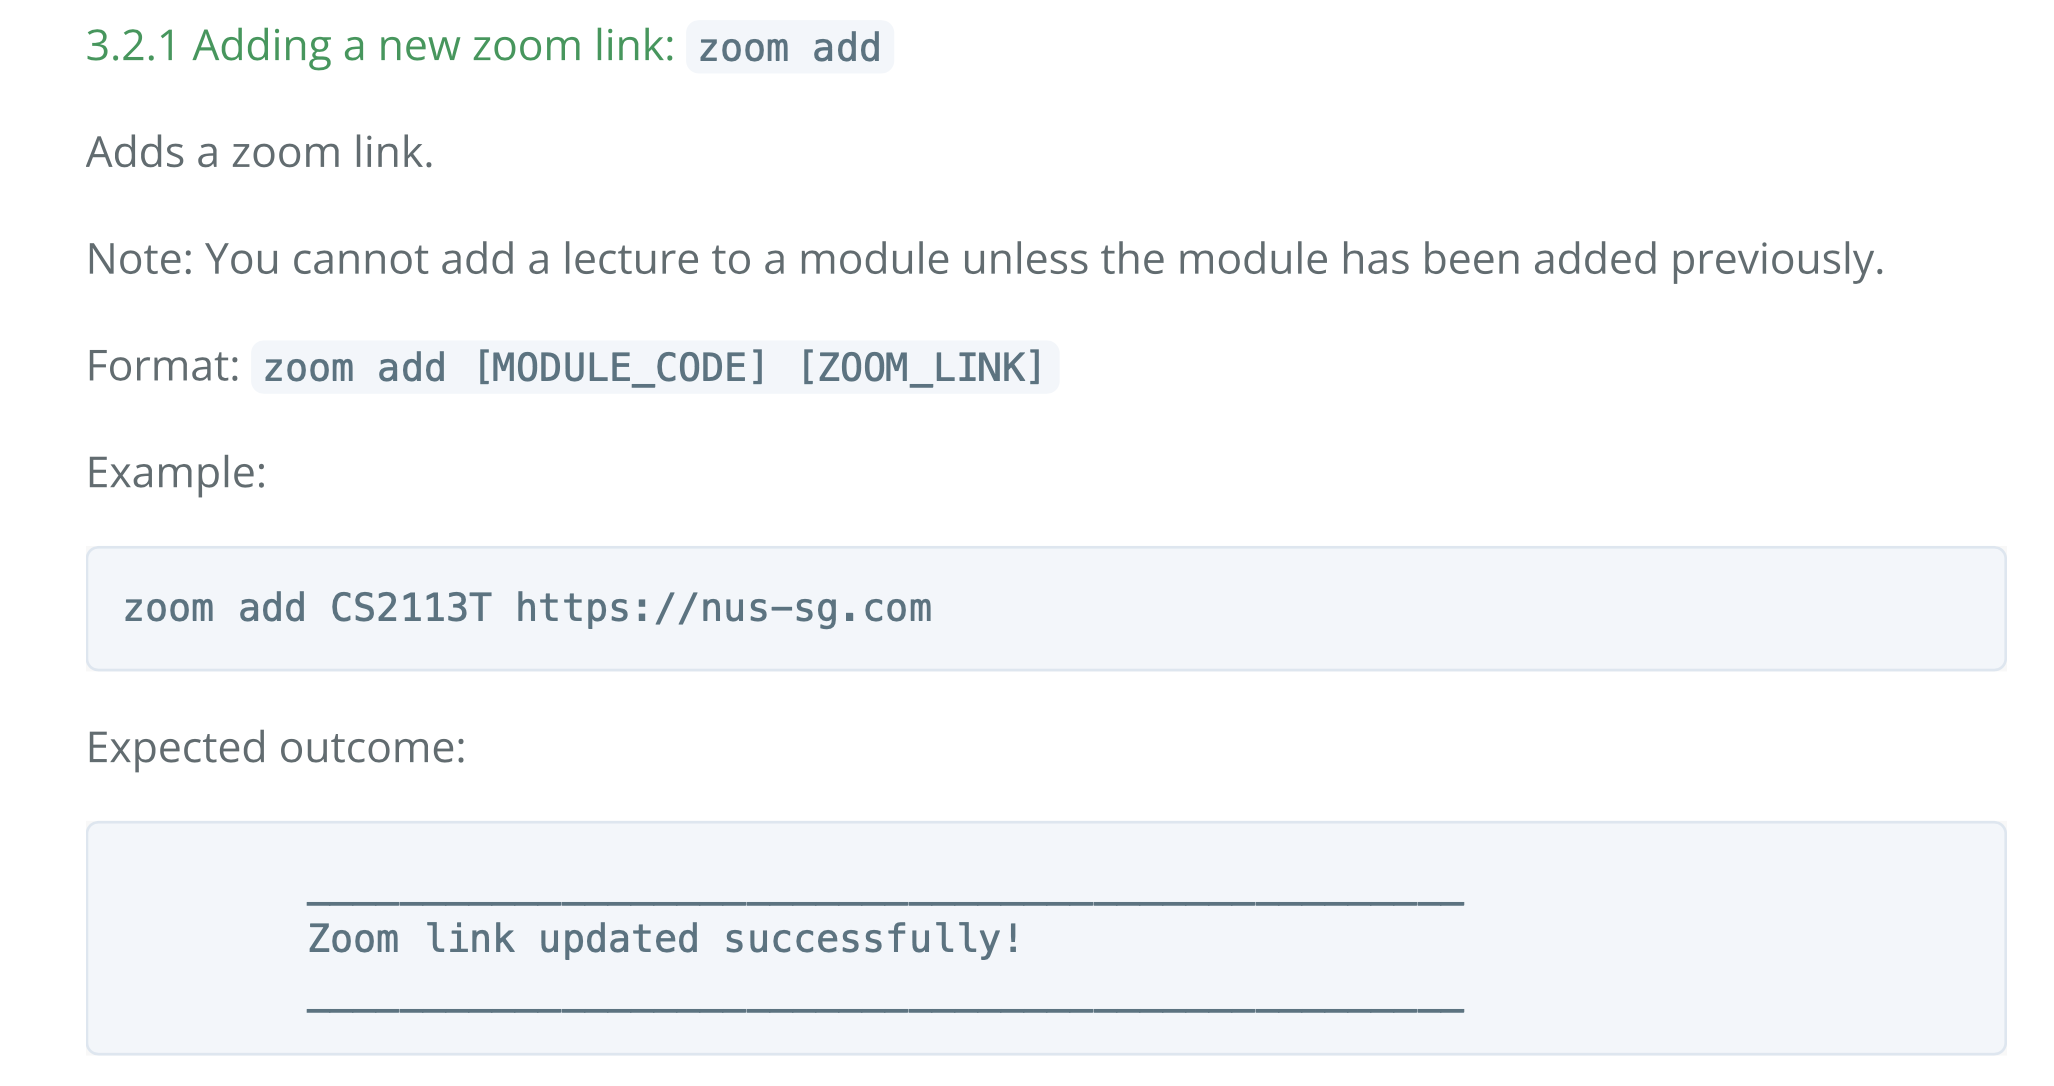 3.2.1 Adding a new zoom link: zoom add
Adds a zoom link.
Note: You cannot add a lecture to a module unless the module has been added previously.
Format: zoom add [MODULE_CODE] [ZOOM_LINK]
Example:
zoom add CS2113T https://nus-sg.com
Expected outcome:
__________________________________________________
Zoom link updated successfully!
__________________________________________________